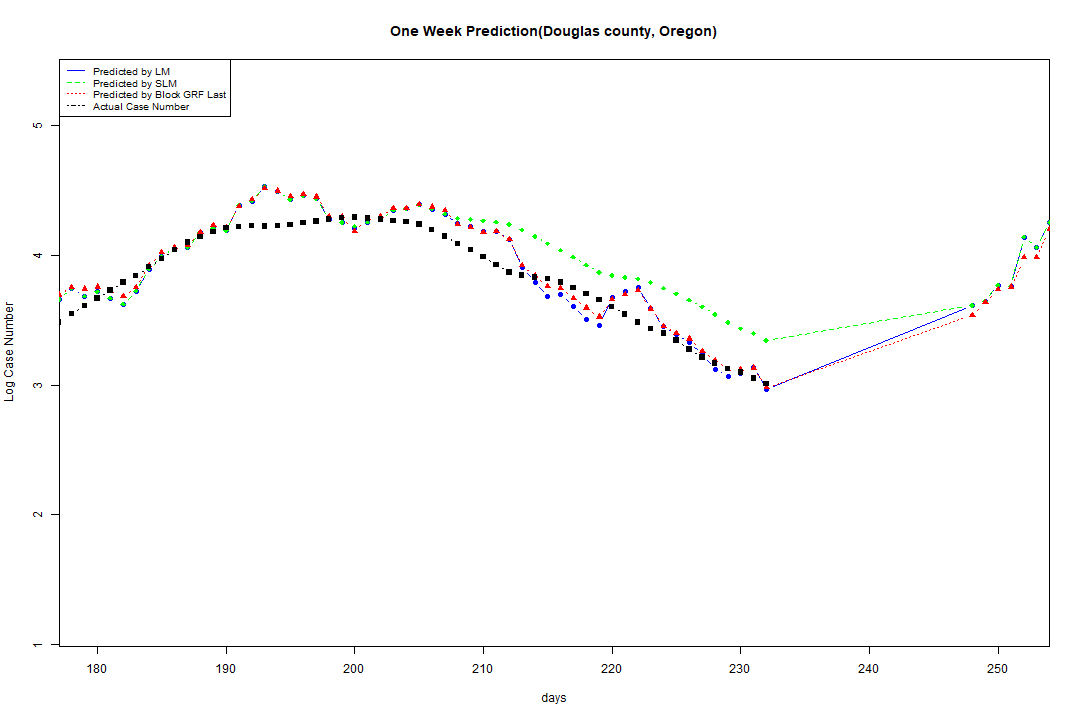 One Week Prediction(Douglas county, Oregon)
Predicted by LM
Predicted by SLM
Predicted by Block GRF Last
Actual Case Number
5
4
3
2
1
Log Case Number
180 190 200 210 220 230 240 250
days